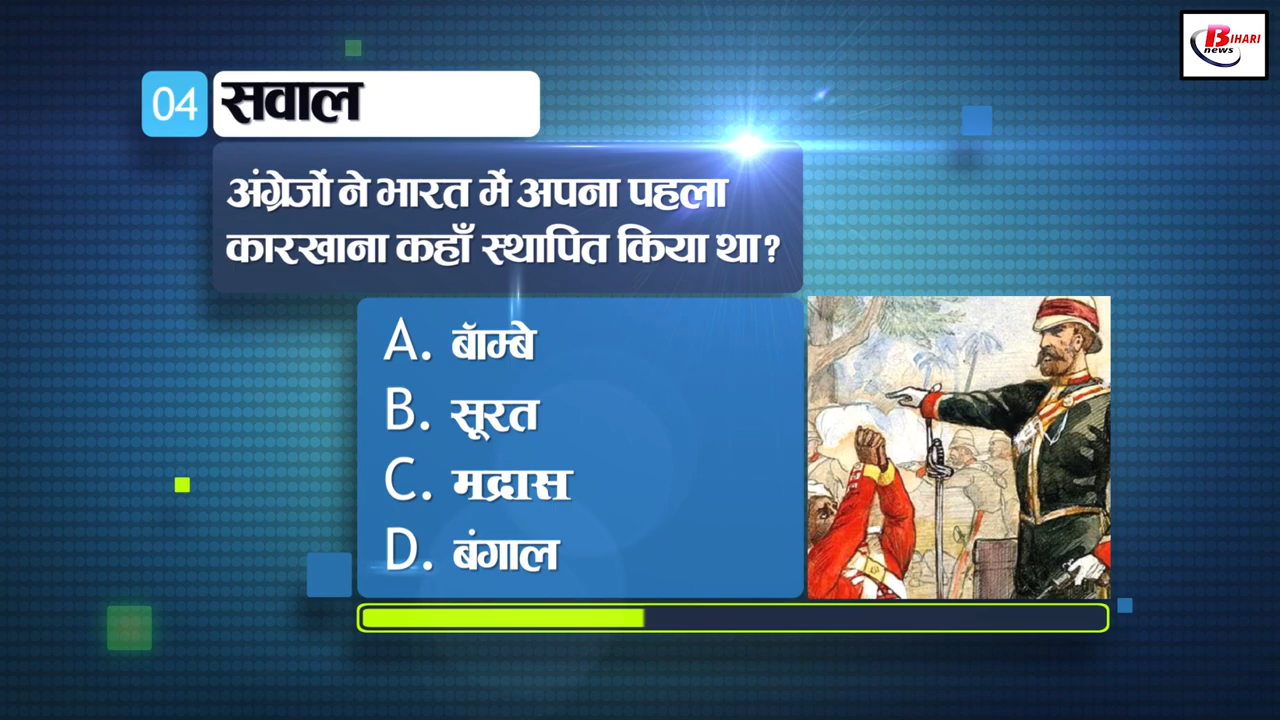 BIHARI
news
04 सवाल
अंग्रेजों ने भारत में अपना पहला
कारखाना कहाँ स्थापित किया था?
A. बॉम्बे
B. सूरत
C. मद्रास
D. बंगाल